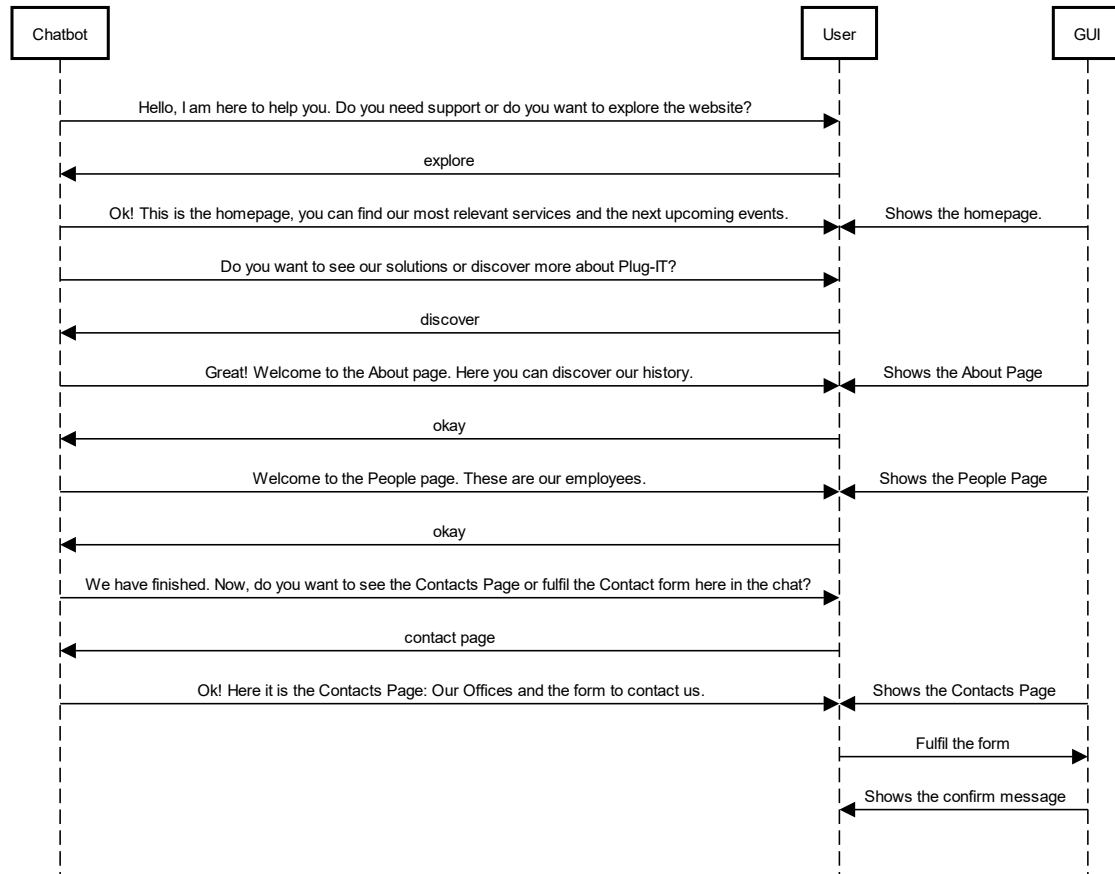 Chatbot
User
GUI
Hello, I am here to help you. Do you need support or do you want to explore the website?
explore
Ok! This is the homepage, you can find our most relevant services and the next upcoming events.
Shows the homepage.
Do you want to see our solutions or discover more about Plug-IT?
discover
Great! Welcome to the About page. Here you can discover our history.
Shows the About Page
okay
Welcome to the People page. These are our employees.
Shows the People Page
okay
We have finished. Now, do you want to see the Contacts Page or fulfil the Contact form here in the chat?
contact page
Ok! Here it is the Contacts Page: Our Offices and the form to contact us.
Shows the Contacts Page
Fulfil the form
Shows the confirm message